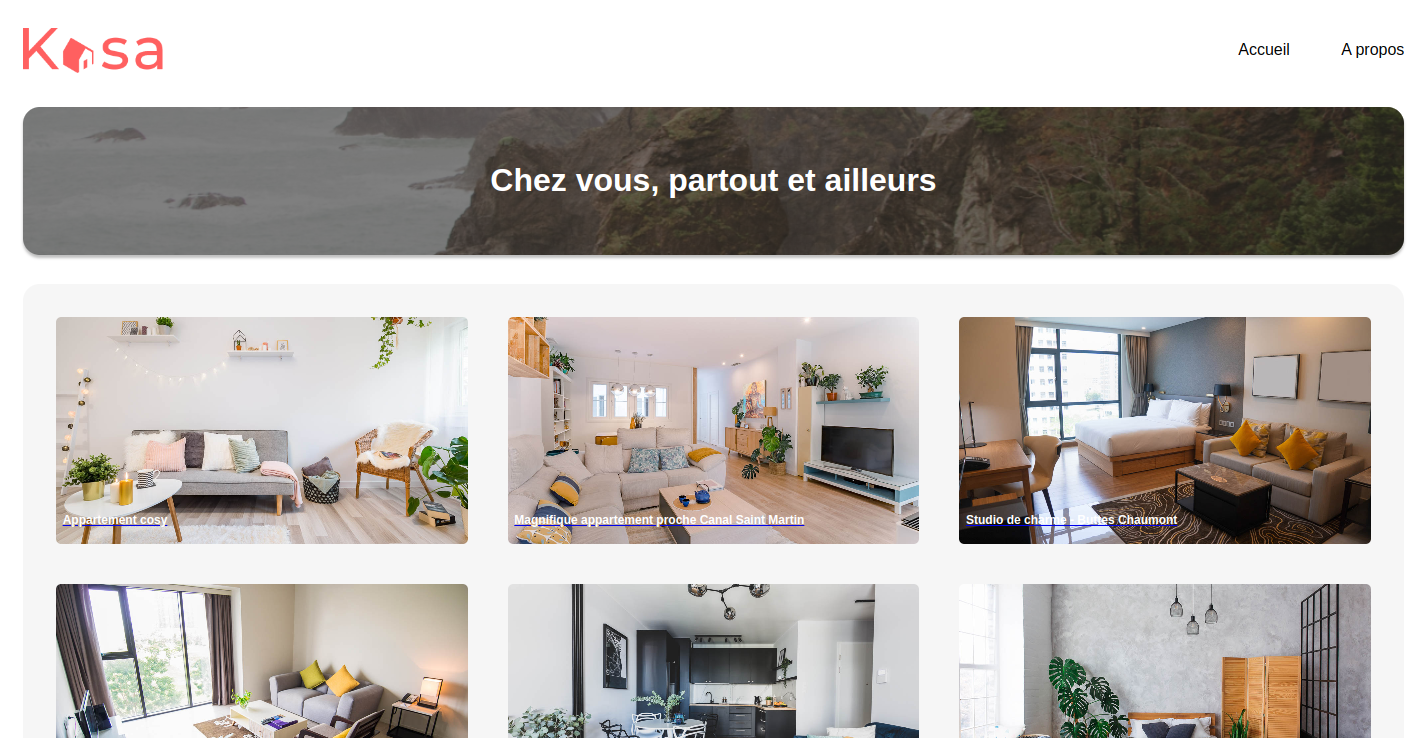 Kasa
Accueil
A propos
Chez vous, partout et ailleurs
Appartement cosy
Magnifique appartement proche Canal Saint Martin
Studio de charme - Buttes Chaumont